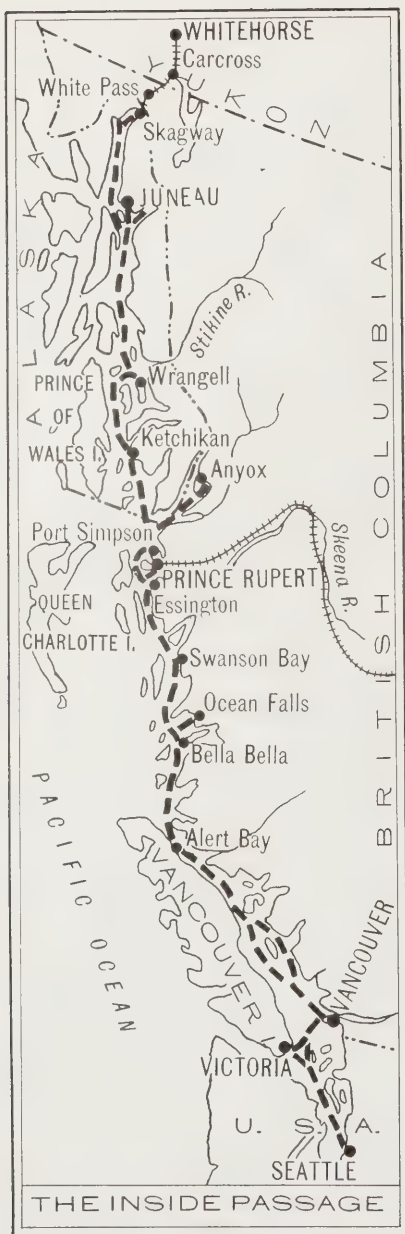 WHITEHORSE
Carcross
YUKON
White Pass
Skagway
JUNEAU
ALASKA
Stikine R.
PRINCE
OF
WALES I.
Wrangell
Ketchikan
Anyox
Port Simpson
PRINCE RUPERT
Essington
Skeena R.
BRITISH COLUMBIA
QUEEN
CHARLOTTE I.
Swanson Bay
Ocean Falls
Bella Bella
PACIFIC OCEAN
Alert Bay
VANCOUVER
VANCOUVER
VICTORIA
U. S. A.
SEATTLE
THE INSIDE PASSAGE